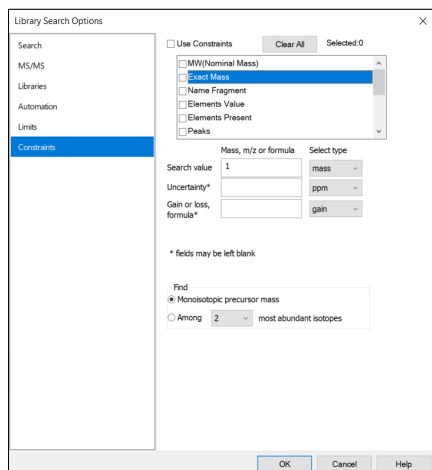 Library Search Options
Search
MS/MS
Libraries
Automation
Limits
Constraints
Use Constraints Clear All Selected:0
MW(Nominal Mass)
Exact Mass
Name Fragment
Elements Value
Elements Present
Peaks
Mass, m/z or formula Select type
Search value 1 mass
Uncertainty* ppm
Gain or loss, formula* gain
* fields may be left blank
Find
Monoisotopic precursor mass
Among 2 most abundant isotopes
OK Cancel Help